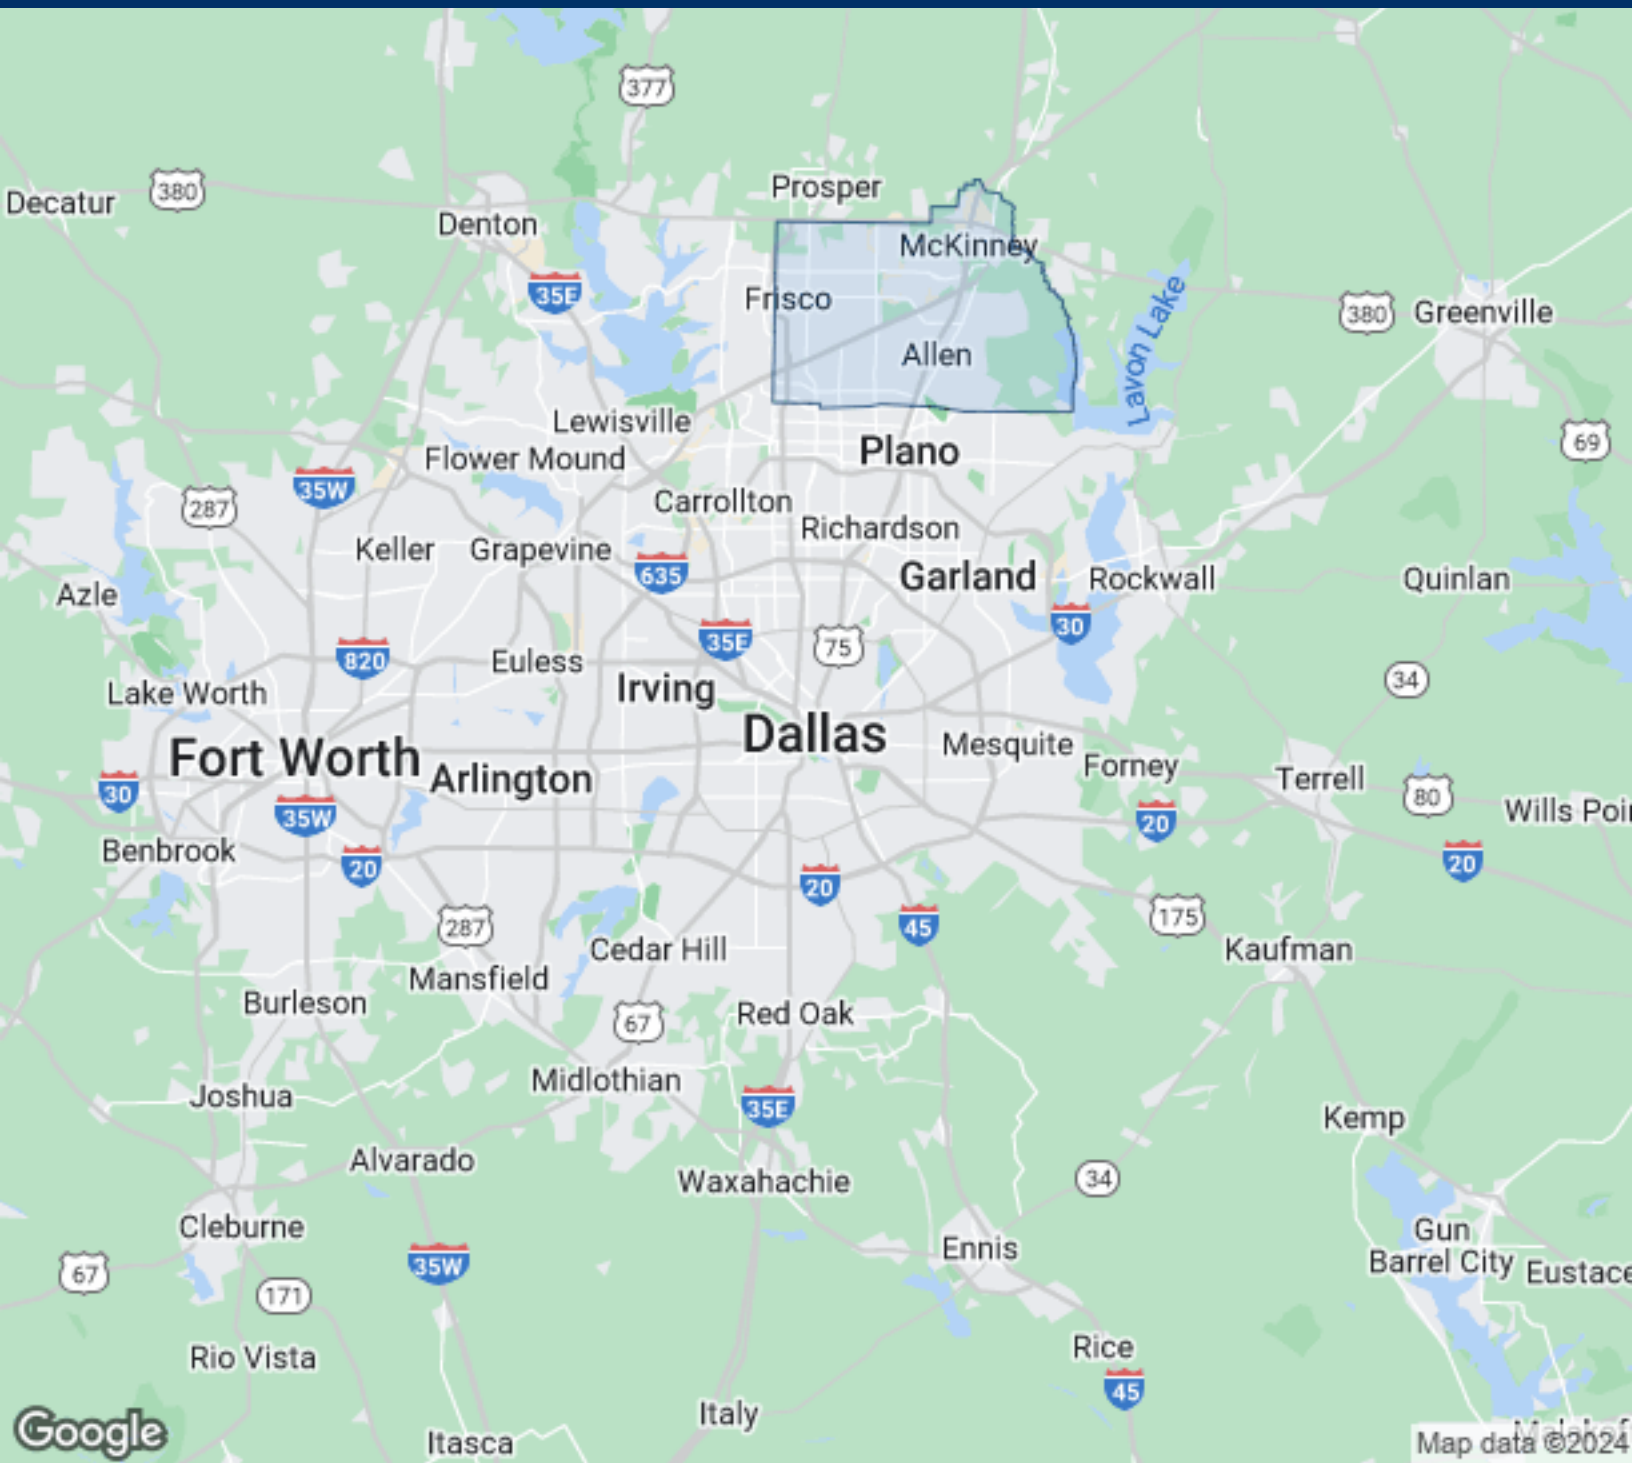 377
Prosper
380
Decatur
Denton
McKinney
35E
Frisco
Lavon Lake
380
Greenville
Allen
Lewisville
69
Flower Mound
Plano
35W
287
Carrollton
Richardson
Keller
Grapevine
635
Garland
Rockwall
Quinlan
Azle
30
35E
75
820
Euless
34
Lake Worth
Irving
Dallas
Mesquite
Fort Worth
Arlington
Forney
Terrell
30
80
35W
20
Wills Poi
Benbrook
20
20
20
287
45
175
Cedar Hill
Kaufman
Mansfield
Burleson
67
Red Oak
Midlothian
Joshua
35E
Kemp
Alvarado
Waxahachie
34
Cleburne
Gun
Barrel City
Ennis
35W
67
Eustace
171
Rice
Rio Vista
45
Italy
Google
Itasca
Map data ©2024